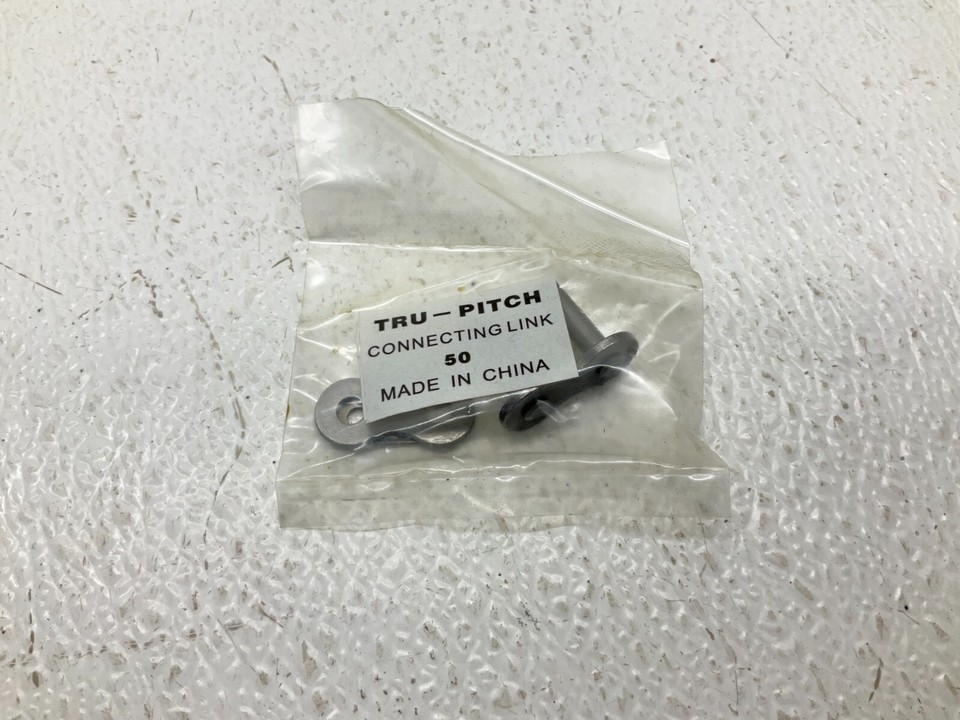 TRU-PITCH
CONNECTING LINK
50
MADE IN CHINA